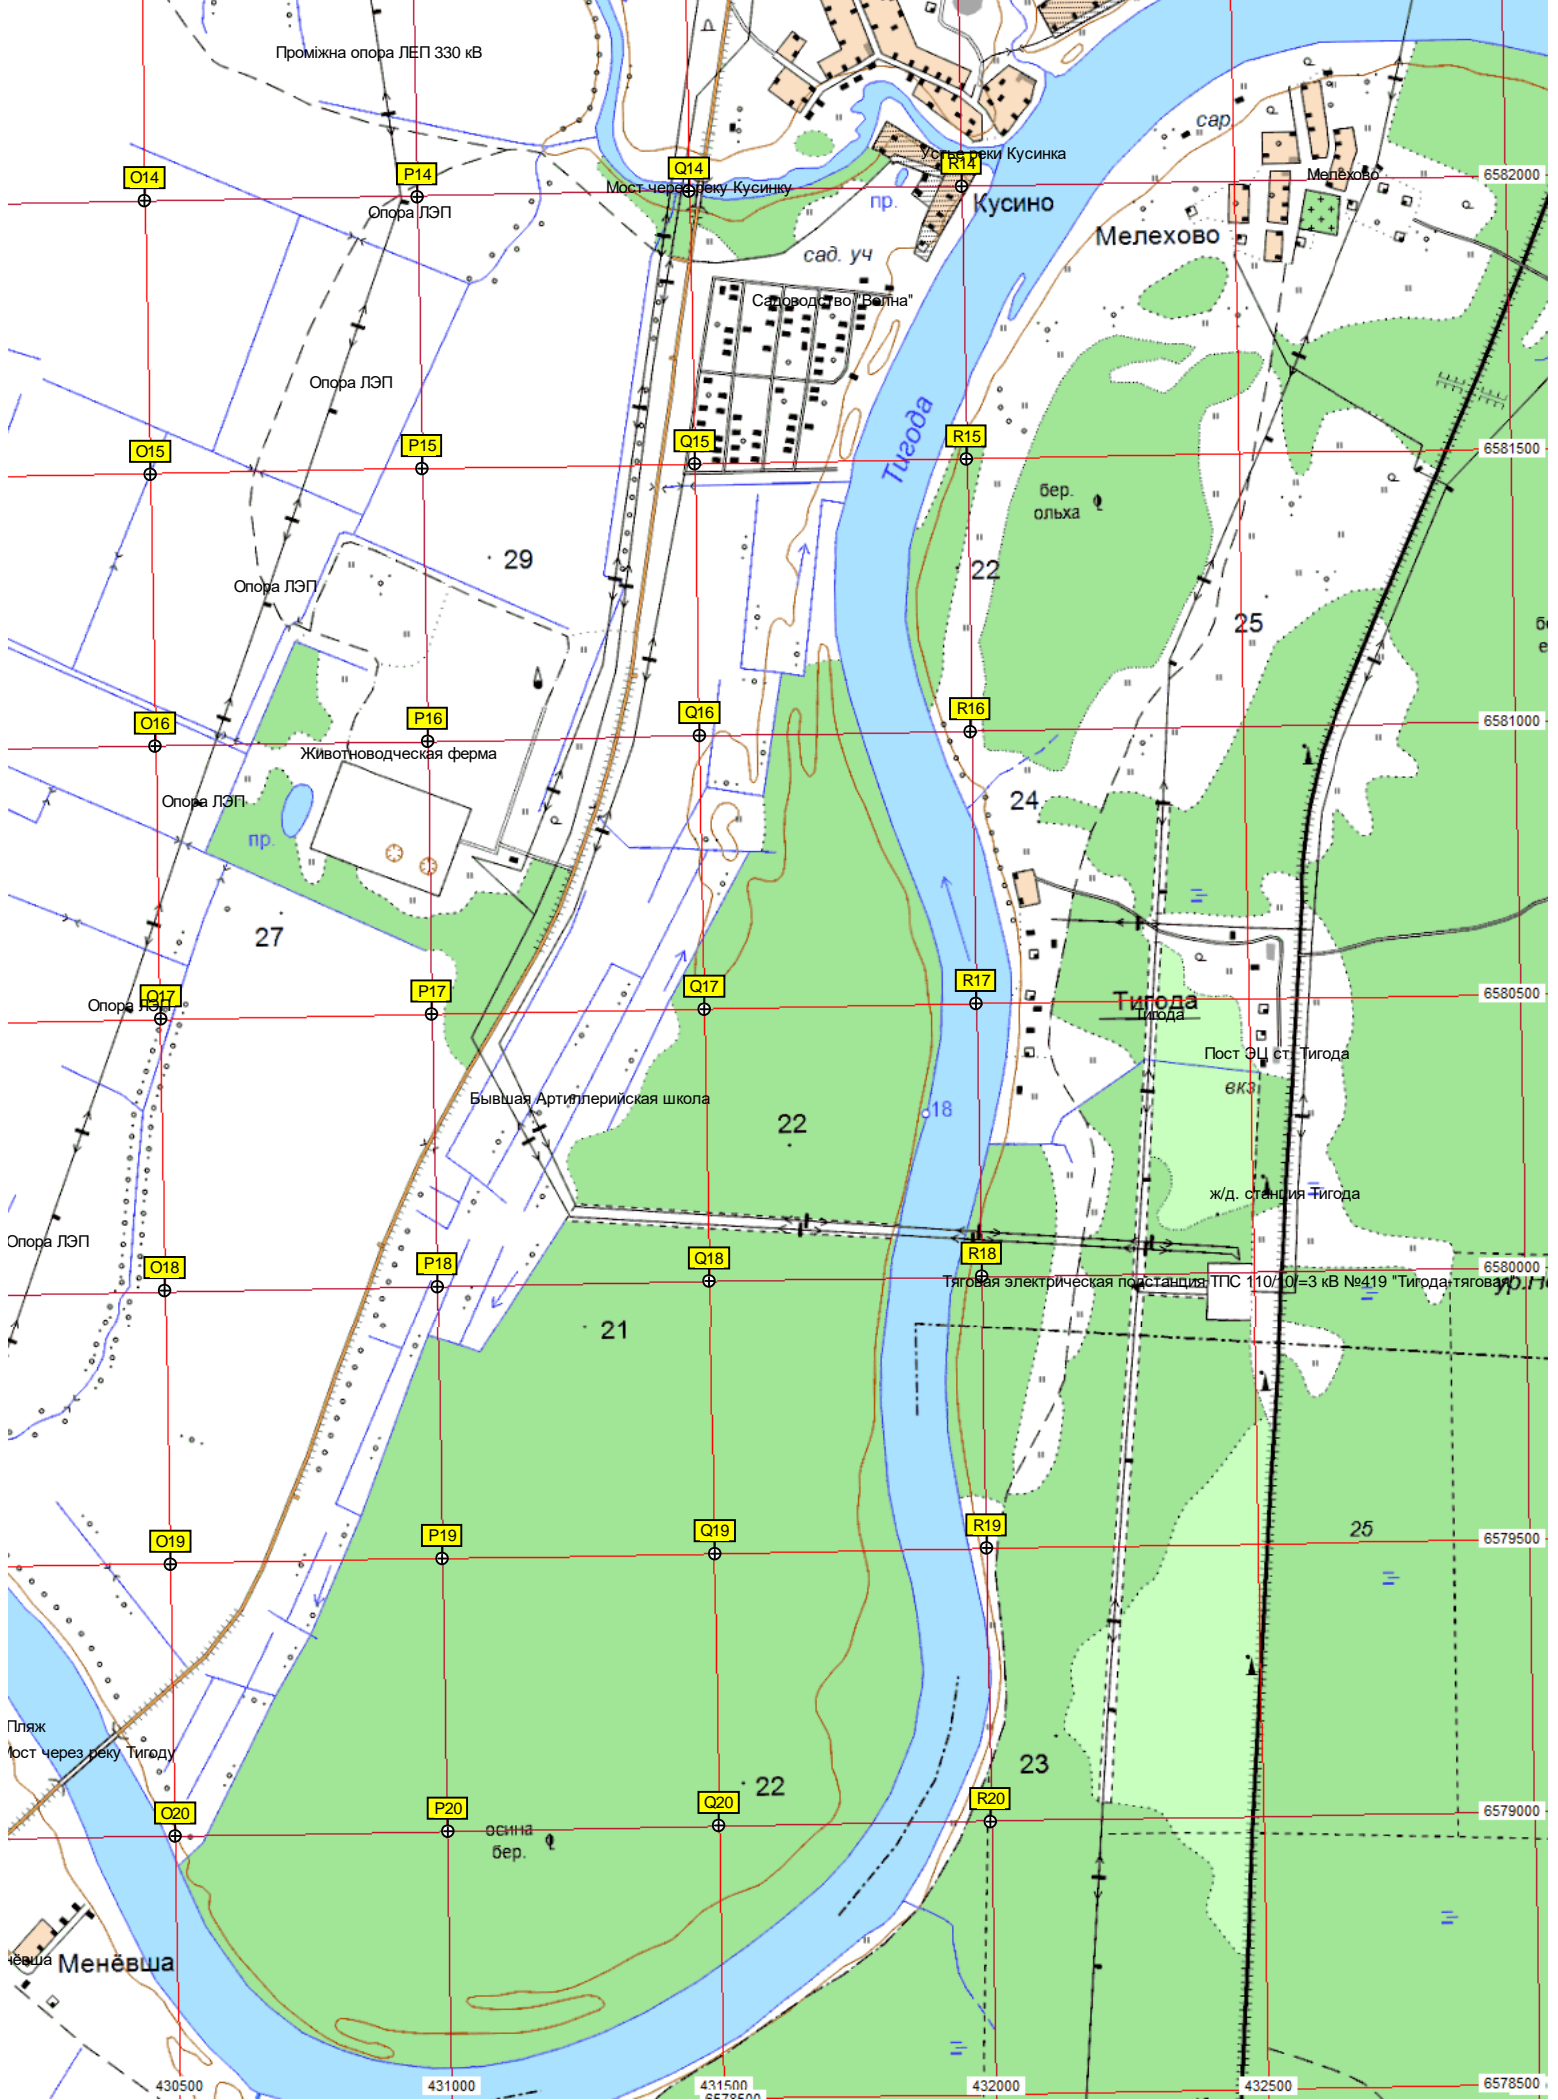 Проміжна опора ЛЕП 330 кВ
сар.
Устье реки Кусинка
O14
P14
Q14
R14
Мост через реку Кусинку
Мелехово
6582000
Опора ЛЭП
пр.
Кусино
Мелехово
сад. уч
Садоводство "Волна"
Опора ЛЭП
Тигода
O15
P15
Q15
R15
6581500
бер.
ольха
29
22
Опора ЛЭП
25
O16
P16
Q16
R16
6581000
Животноводческая ферма
Опора ЛЭП
24
пр.
27
O17
P17
Q17
R17
6580500
Опора ЛЭП
Тигода
Тигода
Пост ЭЦ ст. Тигода
вкз
Бывшая Артиллерийская школа
18
22
ж/д. станция Тигода
Опора ЛЭП
O18
P18
Q18
R18
6580000
Тяговая электрическая подстанция ТПС 110/10/=3 кВ №419 "Тигода-тяговая"
21
O19
P19
Q19
R19
25
6579500
Пляж
Мост через реку Тигоду
23
22
O20
P20
Q20
R20
6579000
осина
бер.
Менёвша
430500
431000
431500
432000
432500
6578500
6578500